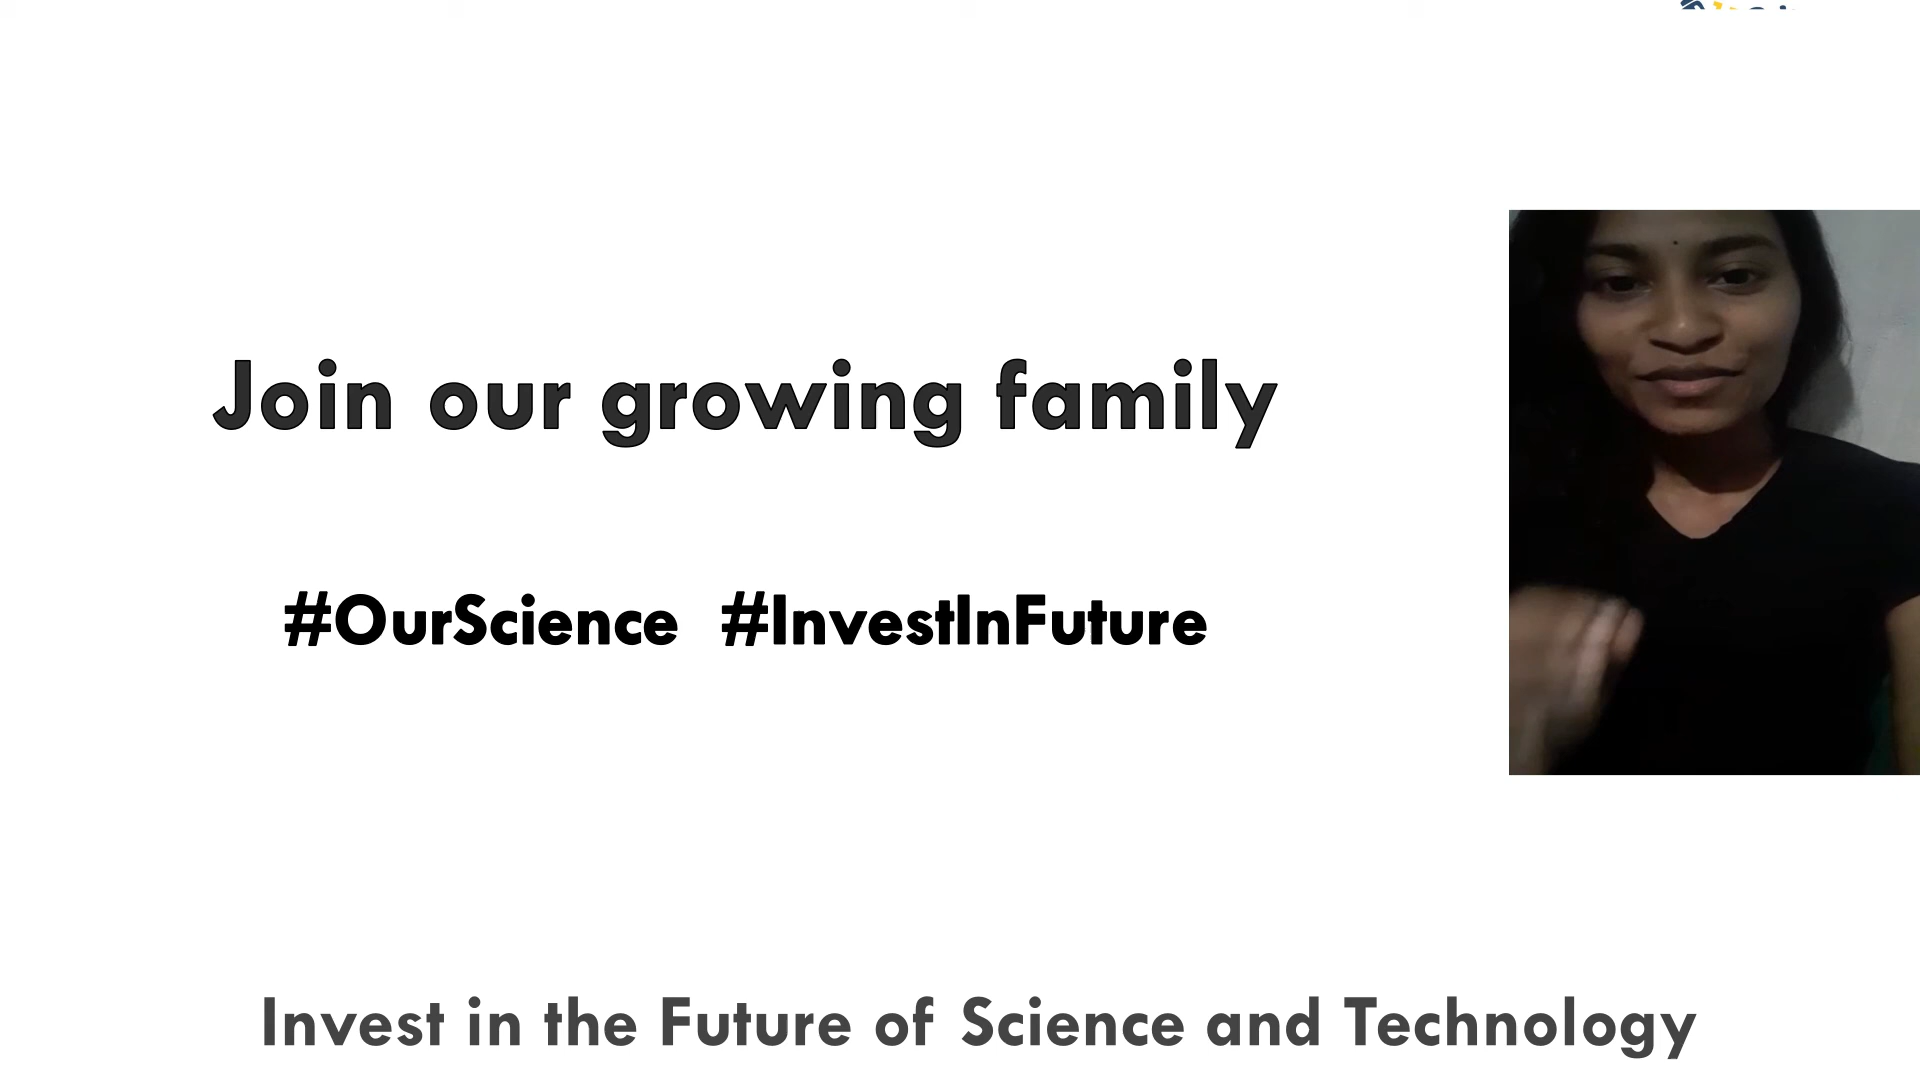 Join our growing family
#OurScience #InvestInFuture
Invest in the Future of Science and Technology